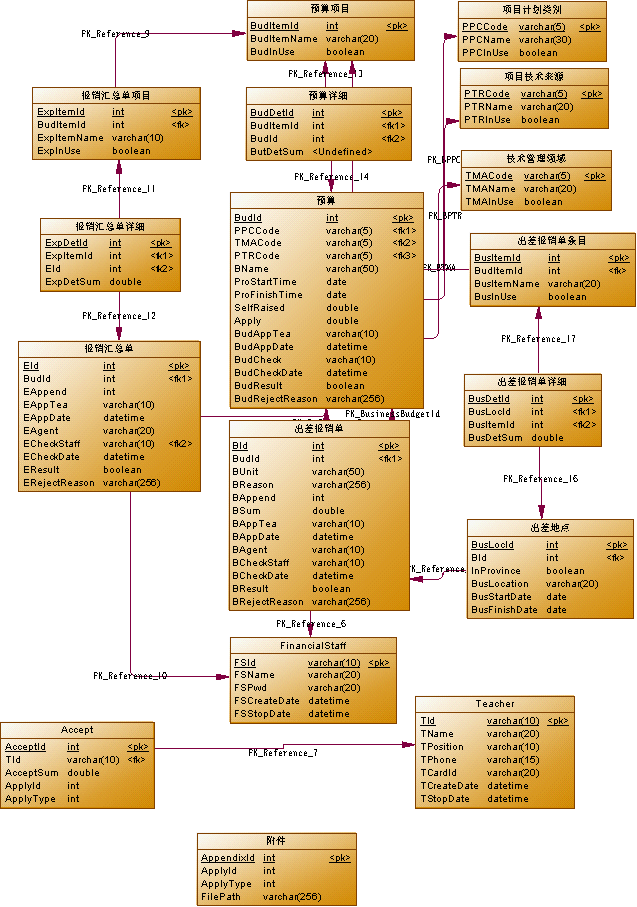 预算项目
BudItemId int <pk>
BudItemName varchar(20)
BudInUse boolean
项目计划类别
PPCCode varchar(5) <pk>
PPCName varchar(30)
PPCInUse boolean
FK_Reference_9
项目技术来源
PTRCode varchar(5) <pk>
PTRName varchar(20)
PTRInUse boolean
报销汇总单项目
ExpItemId int <pk>
BudItemId int <fk>
ExpItemName varchar(10)
ExpInUse boolean
预算详细
BudDetId int <pk>
BudItemId int <fk1>
BudId int <fk2>
ButDetSum <Undefined>
技术管理领域
TMACode varchar(5) <pk>
TMAName varchar(20)
TMAInUse boolean
FK_Reference_11
FK_Reference_14
预算
BudId int <pk>
PPCCode varchar(5) <fk1>
TMACode varchar(5) <fk2>
PTRCode varchar(5) <fk3>
BName varchar(50)
ProStartTime date
ProFinishTime date
SelfRaised double
Apply double
BudAppTea varchar(10)
BudAppDate datetime
BudCheck varchar(10)
BudCheckDate datetime
BudResult boolean
BudRejectReason varchar(256)
报销汇总单详细
ExpDetId int <pk>
ExpItemId int <fk1>
EId int <fk2>
ExpDetSum double
出差报销单条目
BusItemId int <pk>
BudItemId int <fk>
BusItemName varchar(20)
BusInUse boolean
FK_Reference_12
FK_Reference_17
报销汇总单
EId int <pk>
BudId int <fk1>
EAppend int
EAppTea varchar(10)
EAppDate datetime
EAgent varchar(20)
ECheckStaff varchar(10) <fk2>
ECheckDate datetime
EResult boolean
ERejectReason varchar(256)
出差报销单详细
BusDetId int <pk>
BusLocId int <fk1>
BusItemId int <fk2>
BusDetSum double
FK_BusinessBudgetId
出差报销单
BId int <pk>
BudId int <fk1>
BUnit varchar(50)
BReason varchar(256)
BAppend int
BSum double
BAppTea varchar(10)
BAppDate datetime
BAgent varchar(10)
BCheckStaff varchar(10)
BCheckDate datetime
BResult boolean
BRejectReason varchar(256)
FK_Reference_16
出差地点
BusLocId int <pk>
BId int <fk>
InProvince boolean
BusLocation varchar(20)
BusStartDate date
BusFinishDate date
FK_Reference_6
FinancialStaff
FSId varchar(10) <pk>
FSName varchar(20)
FSPwd varchar(20)
FSCreateDate datetime
FSStopDate datetime
FK_Reference_10
Accept
AcceptId int <pk>
TId varchar(10) <fk>
AcceptSum double
ApplyId int
ApplyType int
FK_Reference_7
Teacher
TId varchar(10) <pk>
TName varchar(20)
TPosition varchar(10)
TPhone varchar(15)
TCardId varchar(20)
TCreateDate datetime
TStopDate datetime
附件
AppendixId int <pk>
ApplyId int
ApplyType int
FilePath varchar(256)